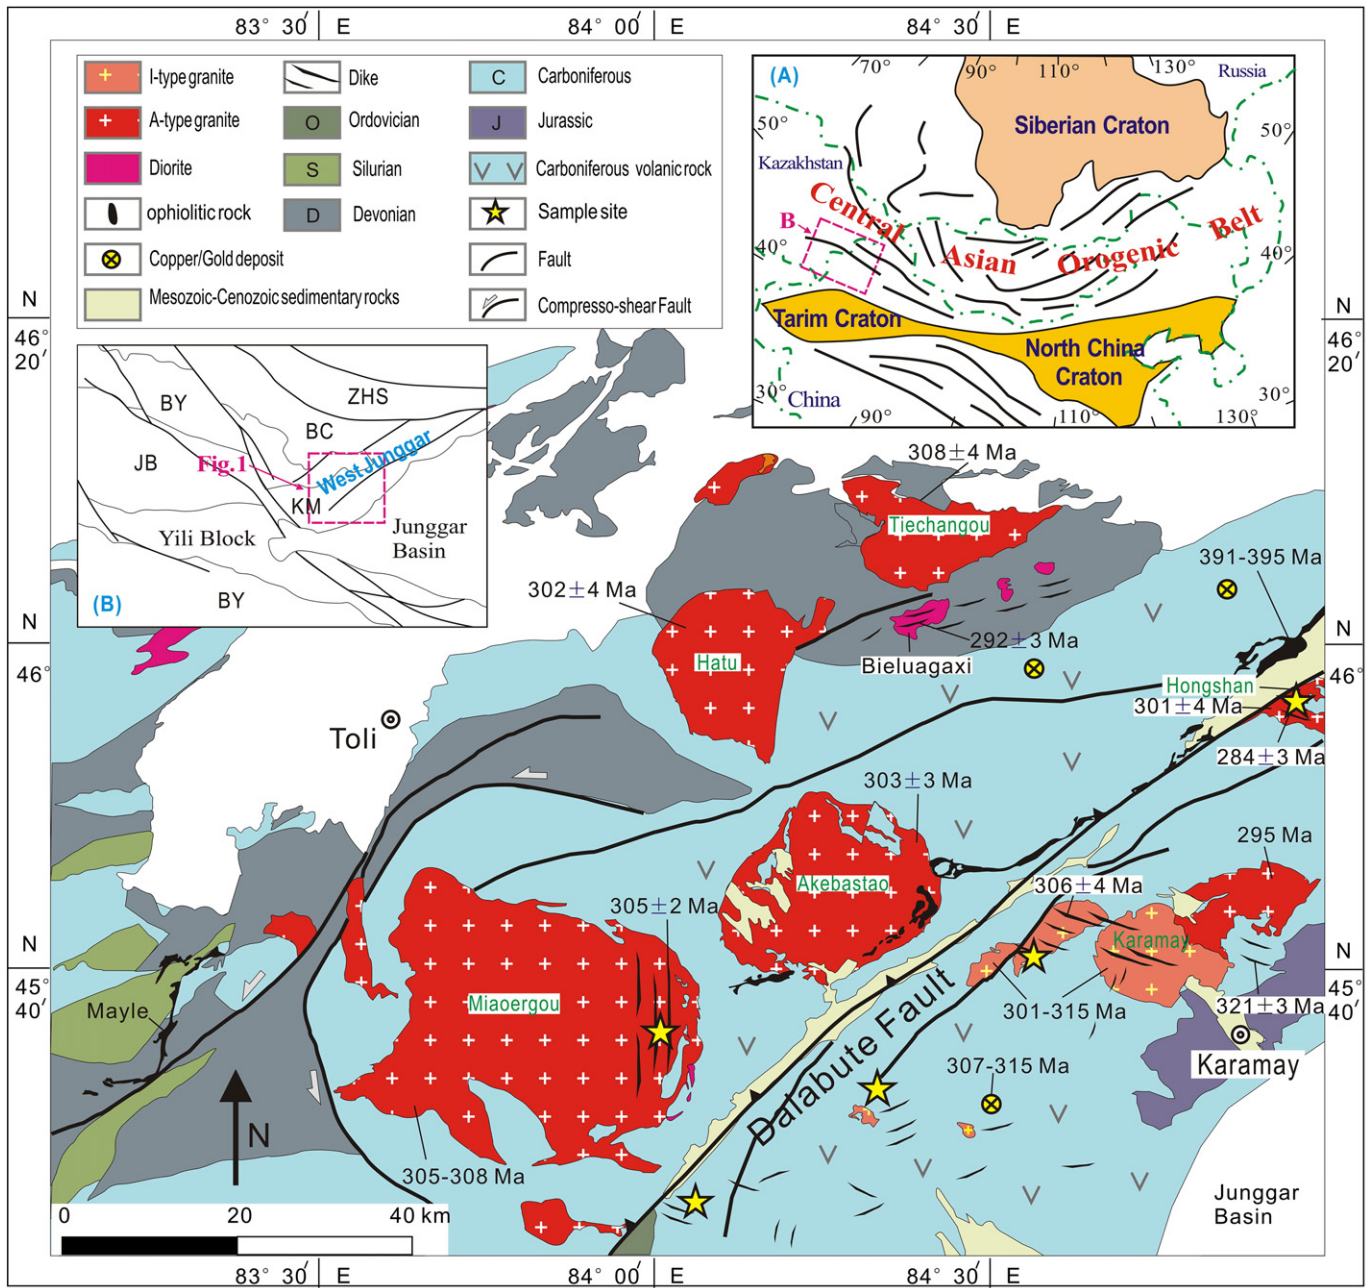 83° 30′ E
84° 00′ E
84° 30′ E
I-type granite
A-type granite
Diorite
ophiolitic rock
Copper/Gold deposit
Mesozoic-Cenozoic sedimentary rocks
Dike
O Ordovician
S Silurian
D Devonian
C Carboniferous
J Jurassic
Carboniferous volanic rock
Sample site
Fault
Compresso-shear Fault
(A)
70°
90°
110°
130°
Russia
50°
50°
Siberian Craton
Kazakhstan
Central
Asian
Orogenic
Belt
B
40°
40°
Tarim Craton
North China
Craton
30°
China
90°
110°
130°
30°
N
46°
20′
N
46°
20′
BY
ZHS
BC
JB
Fig.1
West Junggar
KM
Yili Block
Junggar
Basin
(B)
BY
308±4 Ma
Tiechangou
391-395 Ma
302±4 Ma
N
46°
N
46°
292±3 Ma
Hatu
Bieluagaxi
Hongshan
301±4 Ma
Toli
284±3 Ma
303±3 Ma
295 Ma
Akebastao
306±4 Ma
305±2 Ma
Karamay
N
45°
40′
N
45°
40′
Miaoergou
Mayle
301-315 Ma
321±3 Ma
Dalabute Fault
307-315 Ma
Karamay
N
305-308 Ma
Junggar
Basin
0 20 40 km
83° 30′ E
84° 00′ E
84° 30′ E